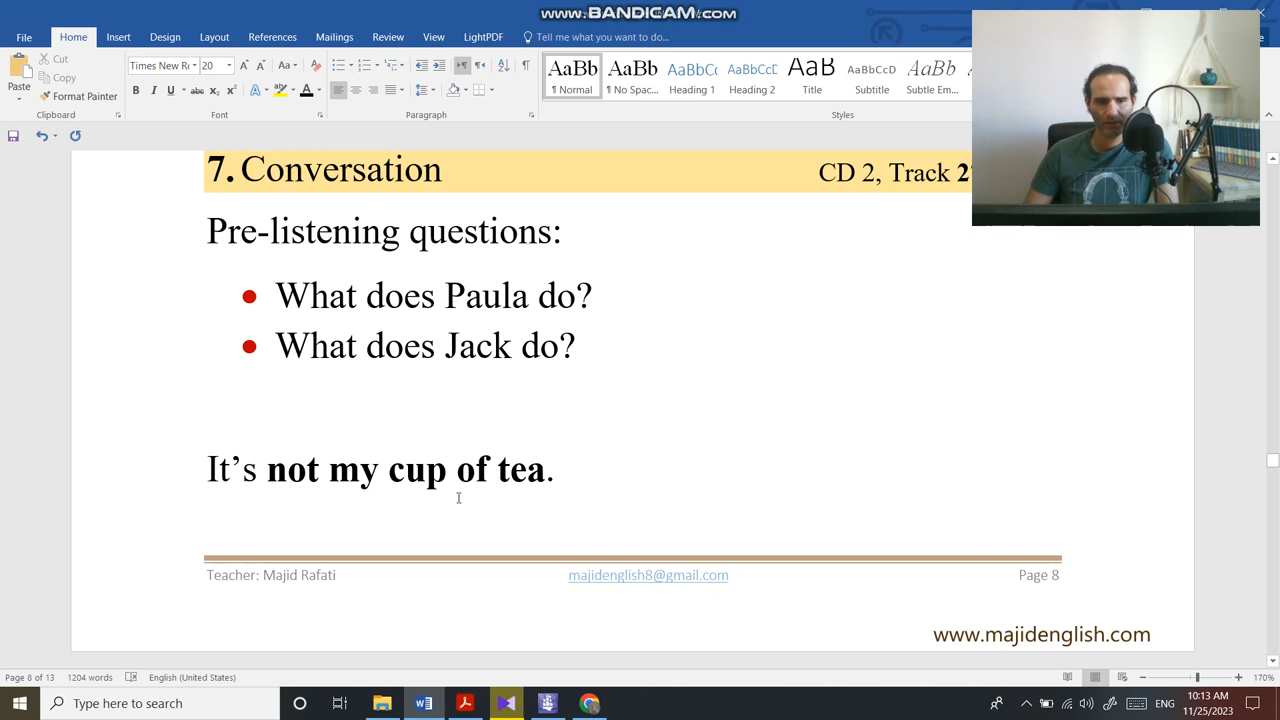 www.BANDICAM.com
File Home Insert Design Layout References Mailings Review View LightPDF Tell me what you want to do...
Cut
Copy
Paste
Format Painter
Clipboard
Times New Ro 20
Font
Paragraph
AaBb AaBb AaBbCc AaBbCcD AaB AaBbCcD AaBbCc
¶ Normal ¶ No Spac... Heading 1 Heading 2 Title Subtitle Subtle Em...
Styles
7. Conversation CD 2, Track
Pre-listening questions:
• What does Paula do?
• What does Jack do?
It’s not my cup of tea.
Teacher: Majid Rafati majidenglish8@gmail.com Page 8
www.majidenglish.com
Page 8 of 13 1204 words English (United States) 170%
Type here to search
ENG
10:13 AM
11/25/2023